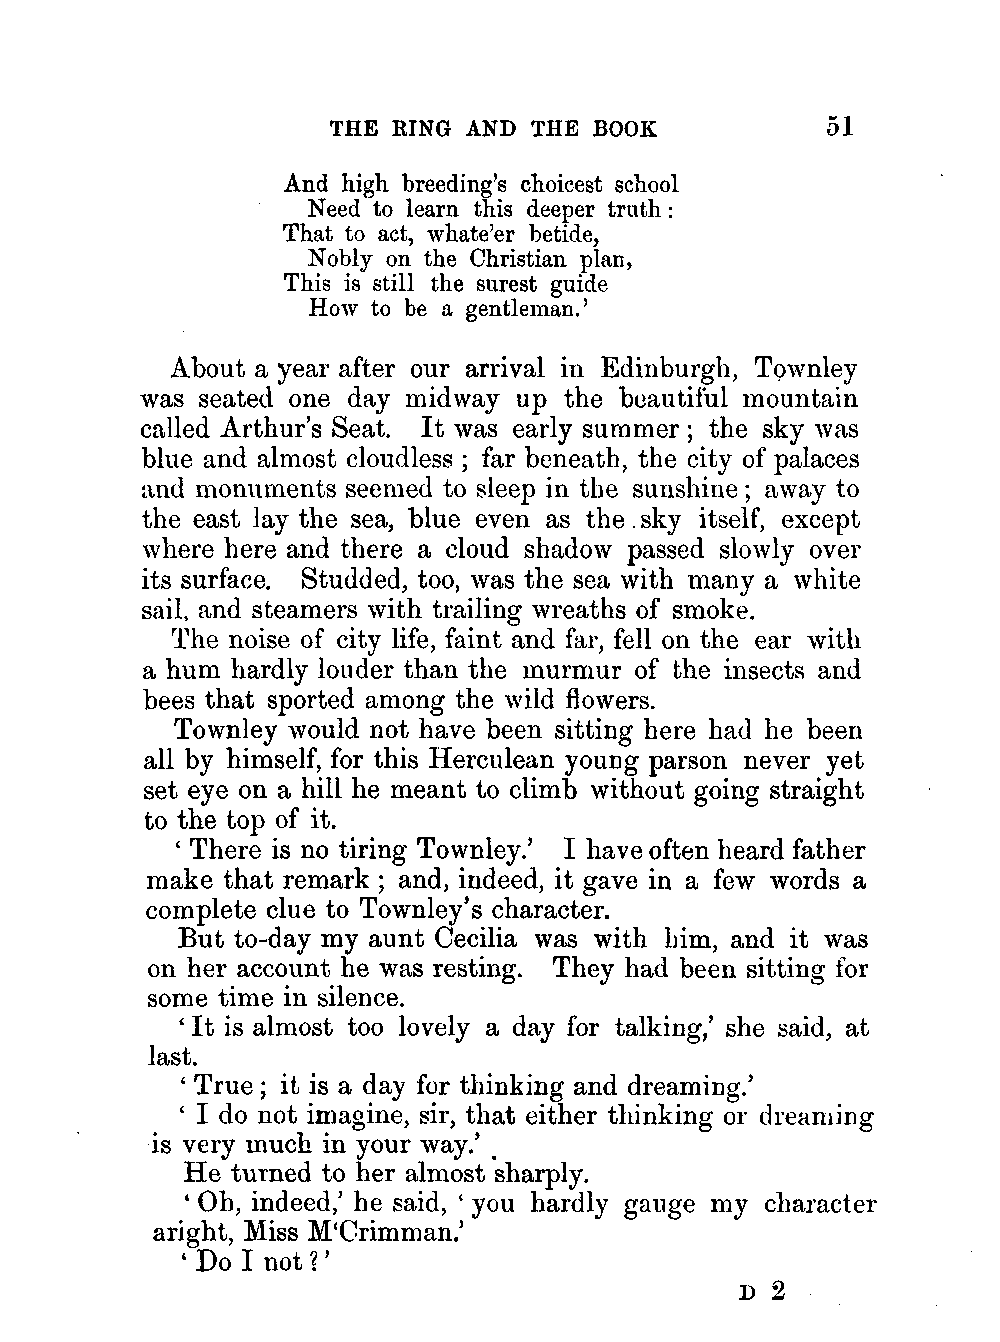 THE RING AND THE BOOK 51
And high breeding's choicest school
Need to learn this deeper truth :
That to act, whate'er betide,
Nobly on the Christian plan,
This is still the surest guide
How to be a gentleman.'
About a year after our arrival in Edinburgh, Townley
was seated one day midway up the beautiful mountain
called Arthur's Seat. It was early summer ; the sky was
blue and almost cloudless ; far beneath, the city of palaces
and monuments seemed to sleep in the sunshine ; away to
the east lay the sea, blue even as the sky itself, except
where here and there a cloud shadow passed slowly over
its surface. Studded, too, was the sea with many a white
sail, and steamers with trailing wreaths of smoke.
The noise of city life, faint and far, fell on the ear with
a hum hardly louder than the murmur of the insects and
bees that sported among the wild flowers.
Townley would not have been sitting here had he been
all by himself, for this Herculean young parson never yet
set eye on a hill he meant to climb without going straight
to the top of it.
‘ There is no tiring Townley.’ I have often heard father
make that remark ; and, indeed, it gave in a few words a
complete clue to Townley's character.
But to-day my aunt Cecilia was with him, and it was
on her account he was resting. They had been sitting for
some time in silence.
‘ It is almost too lovely a day for talking,’ she said, at
last.
‘ True ; it is a day for thinking and dreaming.’
‘ I do not imagine, sir, that either thinking or dreaming
is very much in your way.’
He turned to her almost sharply.
‘ Oh, indeed,’ he said, ‘ you hardly gauge my character
aright, Miss M‘Crimman.’
‘ Do I not ?’
D 2